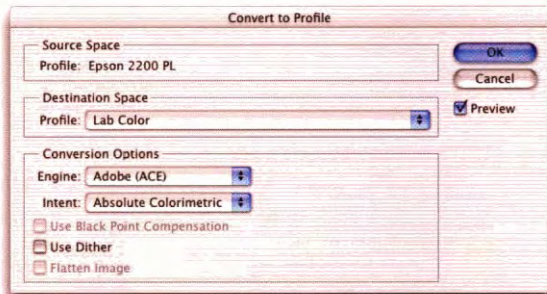 Convert to Profile
Source Space
Profile: Epson 2200 PL
OK
Cancel
Preview
Destination Space
Profile: Lab Color
Conversion Options
Engine: Adobe (ACE)
Intent: Absolute Colorimetric
Use Black Point Compensation
Use Dither
Flatten Image